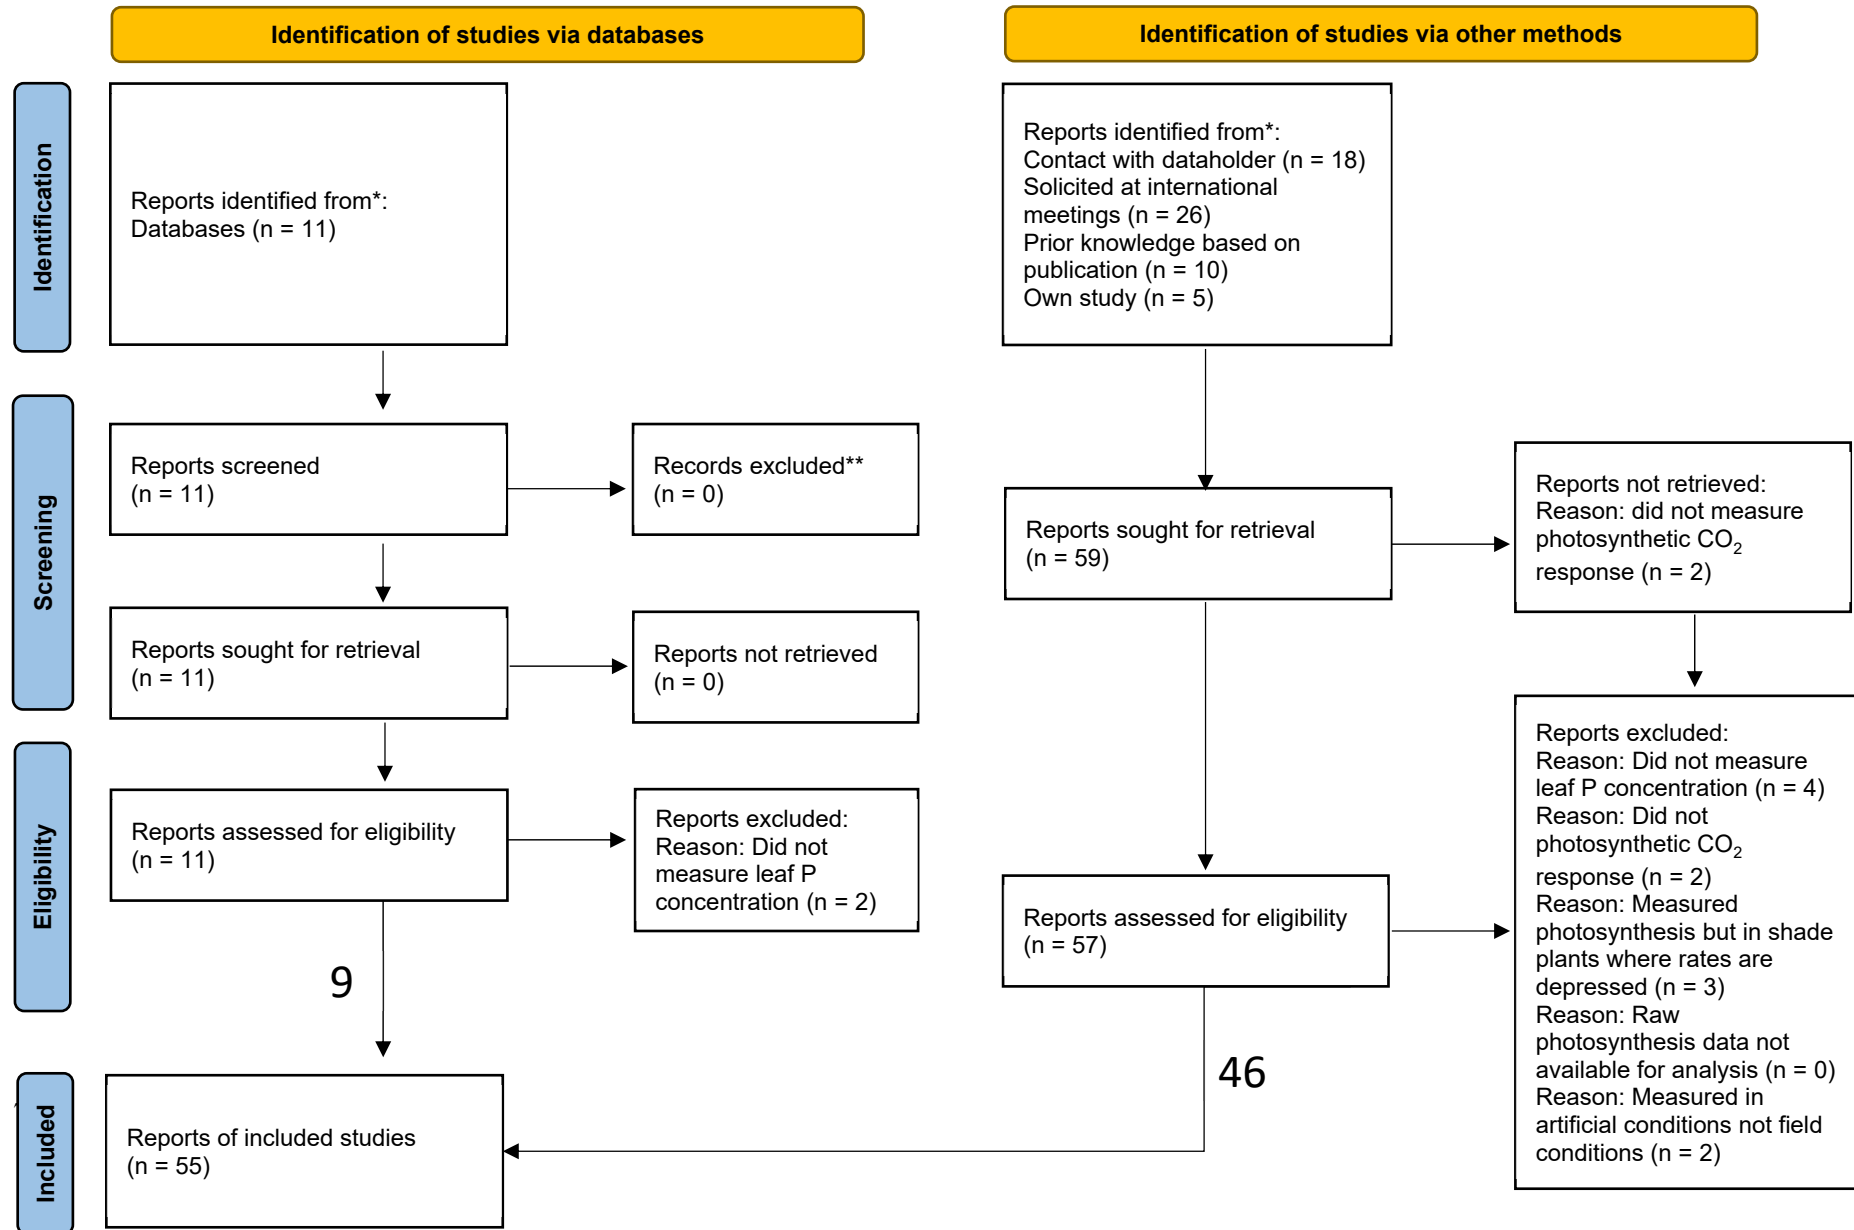 Identification of studies via databases
Identification of studies via other methods
Identification
Reports identified from*:
Databases (n = 11)
Reports identified from*:
Contact with dataholder (n = 18)
Solicited at international
meetings (n = 26)
Prior knowledge based on
publication (n = 10)
Own study (n = 5)
Screening
Reports screened
(n = 11)
Records excluded**
(n = 0)
Reports sought for retrieval
(n = 59)
Reports not retrieved:
Reason: did not measure
photosynthetic CO2
response (n = 2)
Reports sought for retrieval
(n = 11)
Reports not retrieved
(n = 0)
Eligibility
Reports assessed for eligibility
(n = 11)
Reports excluded:
Reason: Did not
measure leaf P
concentration (n = 2)
Reports assessed for eligibility
(n = 57)
Reports excluded:
Reason: Did not measure
leaf P concentration (n = 4)
Reason: Did not
photosynthetic CO2
response (n = 2)
Reason: Measured
photosynthesis but in shade
plants where rates are
depressed (n = 3)
Reason: Raw
photosynthesis data not
available for analysis (n = 0)
Reason: Measured in
artificial conditions not field
conditions (n = 2)
9
46
Included
Reports of included studies
(n = 55)